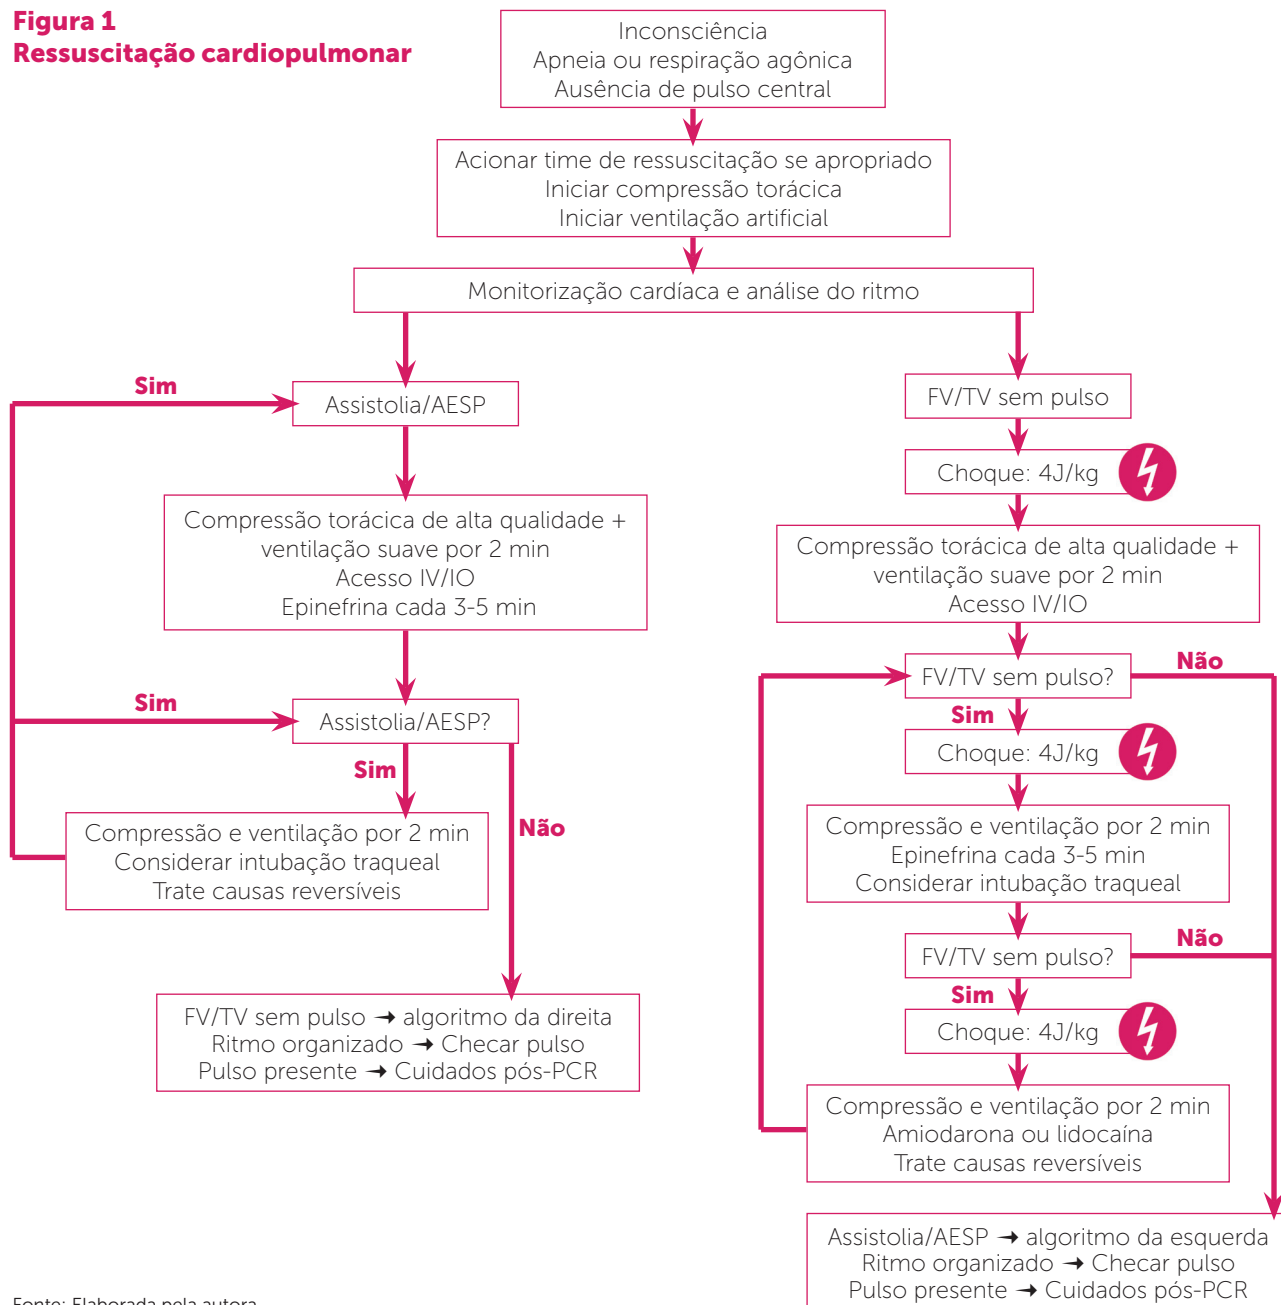 Figura 1
Ressuscitação cardiopulmonar
Inconsciência
Apneia ou respiração agônica
Ausência de pulso central
Acionar time de ressuscitação se apropriado
Iniciar compressão torácica
Iniciar ventilação artificial
Monitorização cardíaca e análise do ritmo
Sim
Assistolia/AESP
Compressão torácica de alta qualidade +
ventilação suave por 2 min
Acesso IV/IO
Epinefrina cada 3-5 min
Sim
Assistolia/AESP?
Sim
Não
Compressão e ventilação por 2 min
Considerar intubação traqueal
Trate causas reversíveis
FV/TV sem pulso → algoritmo da direita
Ritmo organizado → Checar pulso
Pulso presente → Cuidados pós-PCR
FV/TV sem pulso
Choque: 4J/kg
Compressão torácica de alta qualidade +
ventilação suave por 2 min
Acesso IV/IO
FV/TV sem pulso?
Não
Sim
Choque: 4J/kg
Compressão e ventilação por 2 min
Epinefrina cada 3-5 min
Considerar intubação traqueal
FV/TV sem pulso?
Não
Sim
Choque: 4J/kg
Compressão e ventilação por 2 min
Amiodarona ou lidocaína
Trate causas reversíveis
Assistolia/AESP → algoritmo da esquerda
Ritmo organizado → Checar pulso
Pulso presente → Cuidados pós-PCR
Fonte: Elaborada pela autora